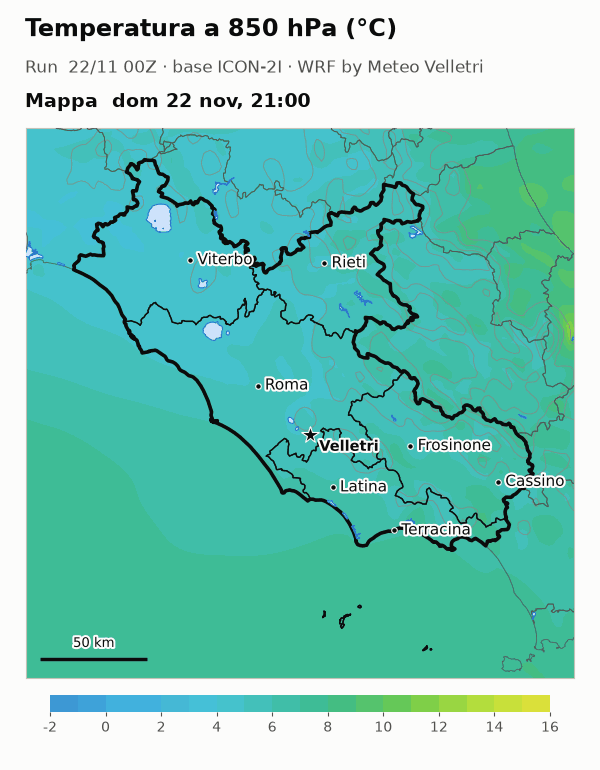 Temperatura a 850 hPa (°C)
Run  22/11 00Z · base ICON-2I · WRF by Meteo Velletri
Mappa  dom 22 nov, 21:00
Viterbo
Rieti
Roma
Velletri
Frosinone
Cassino
Latina
Terracina
50 km
-2 0 2 4 6 8 10 12 14 16